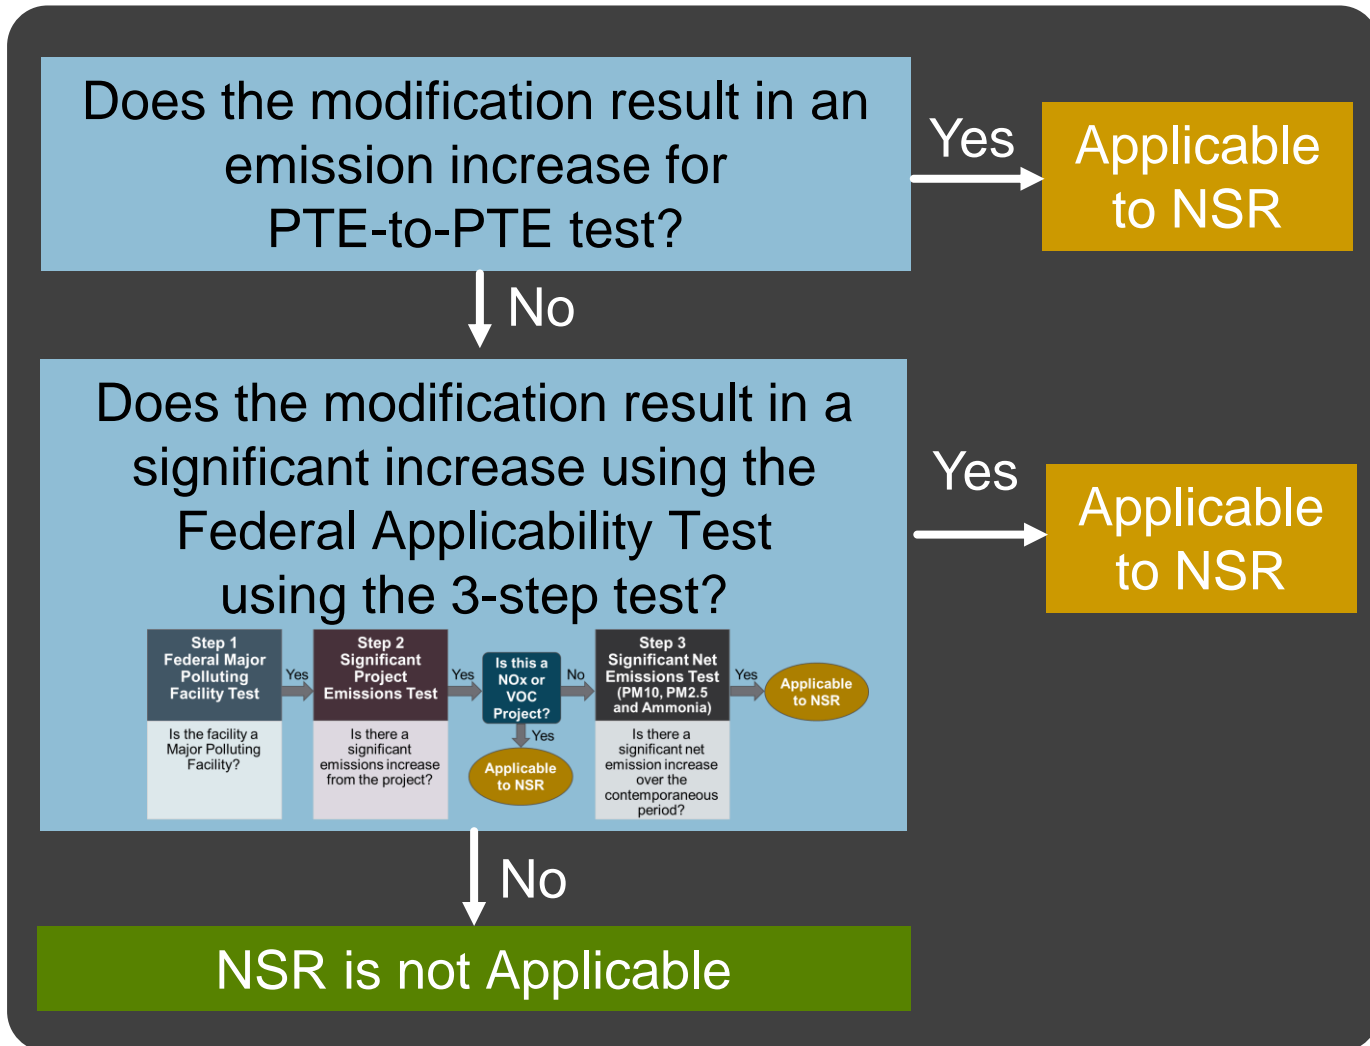 Does the modification result in an
emission increase for
PTE-to-PTE test?
Yes
Applicable
to NSR
No
Does the modification result in a
significant increase using the
Federal Applicability Test
using the 3-step test?
Yes
Applicable
to NSR
Step 1
Federal Major
Polluting
Facility Test
Is the facility a
Major Polluting
Facility?
Yes
Step 2
Significant
Project
Emissions Test
Is there a
significant
emissions increase
from the project?
Yes
Is this a
NOx or
VOC
Project?
Yes
Applicable
to NSR
No
Step 3
Significant Net
Emissions Test
(PM10, PM2.5
and Ammonia)
Is there a
significant net
emission increase
over the
contemporaneous
period?
Yes
Applicable
to NSR
No
NSR is not Applicable